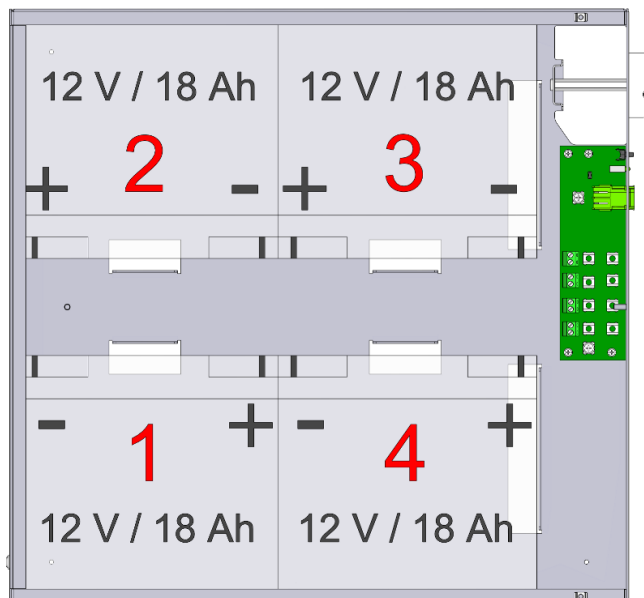 12 V / 18 Ah 12 V / 18 Ah
2 3
+ - + -
- + - +
1 4
12 V / 18 Ah 12 V / 18 Ah